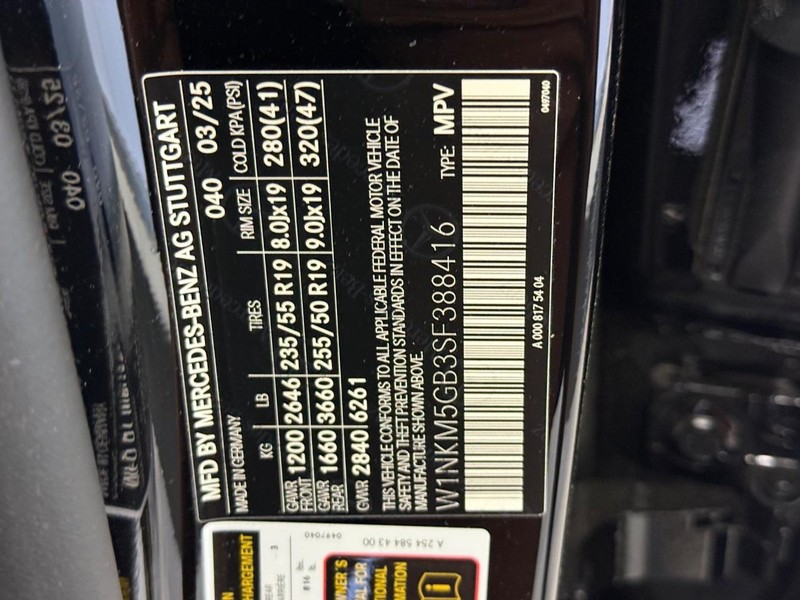 MFD BY MERCEDES-BENZ AG STUTTGART
MADE IN GERMANY 040 03/25
KG LB TIRES RIM SIZE COLD KPA(PSI)
GAWR FRONT 1200 2646 235/55 R19 8.0Jx19 280(41)
GAWR REAR 1660 3660 255/50 R19 9.0Jx19 320(47)
GVWR 2840 6261
THIS VEHICLE CONFORMS TO ALL APPLICABLE FEDERAL MOTOR VEHICLE
SAFETY AND THEFT PREVENTION STANDARDS IN EFFECT ON THE DATE OF
MANUFACTURE SHOWN ABOVE.
W1NKM5GB3SF388416 TYPE: MPV
A 000 817 54 04
0497040
CHARGEMENT
0497040
A 254 584 43 00